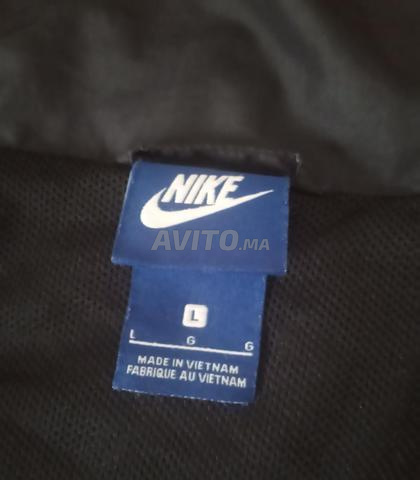 NIKE
AVITO.MA
L
L G G
MADE IN VIETNAM
FABRIQUE AU VIETNAM